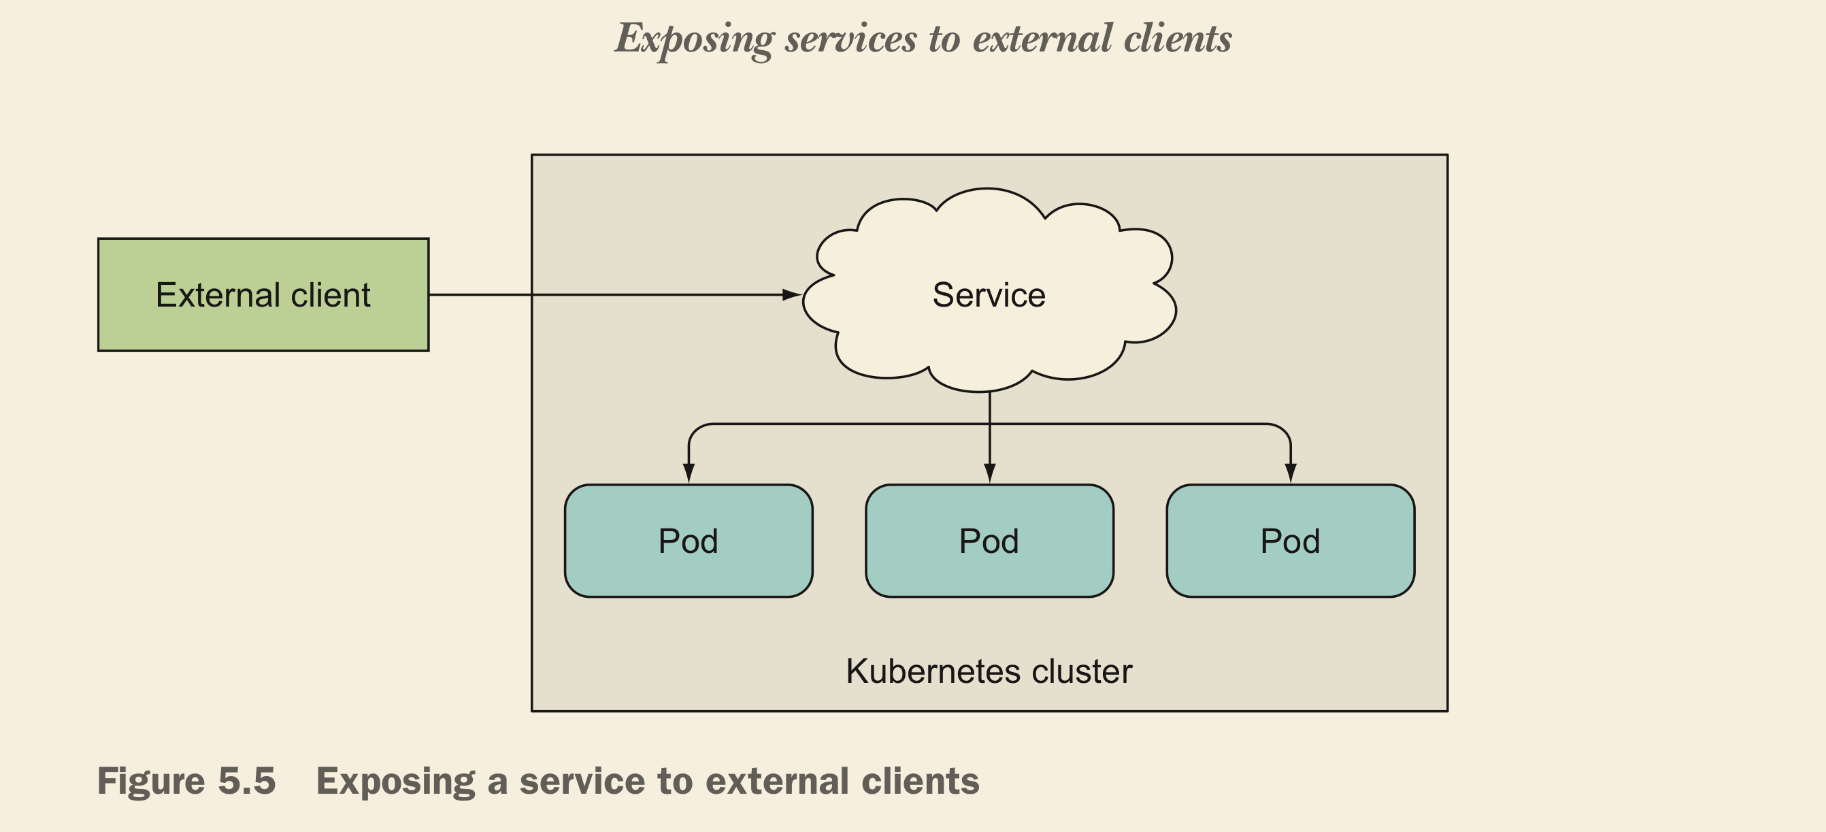 Exposing services to external clients
External client
Service
Pod
Pod
Pod
Kubernetes cluster
Figure 5.5 Exposing a service to external clients